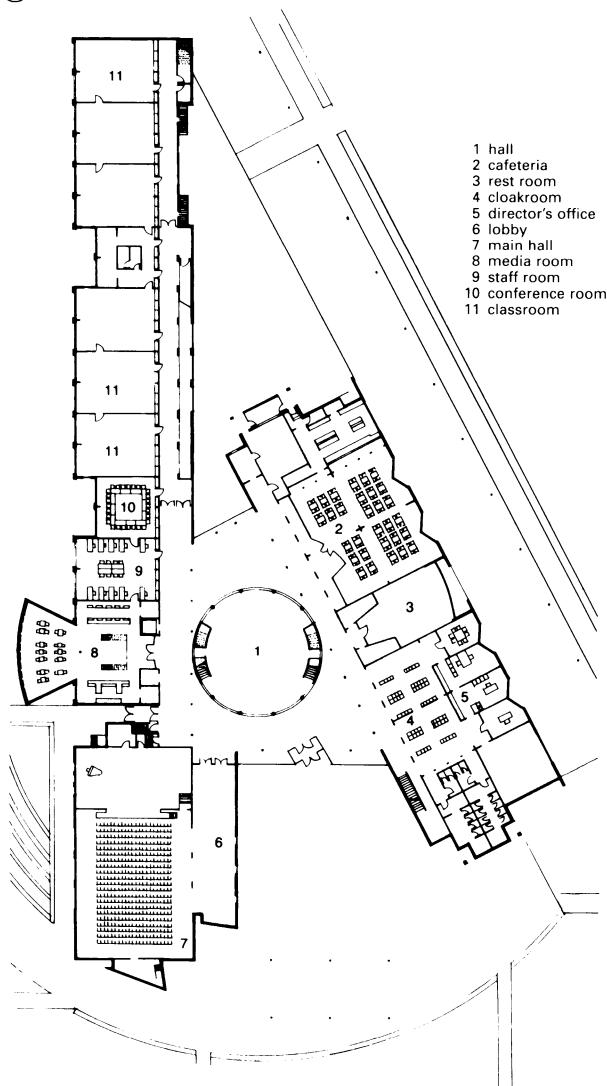 1 hall
2 cafeteria
3 rest room
4 cloakroom
5 director's office
6 lobby
7 main hall
8 media room
9 staff room
10 conference room
11 classroom
11
11
11
10
9
8
1
2
3
4
5
6
7